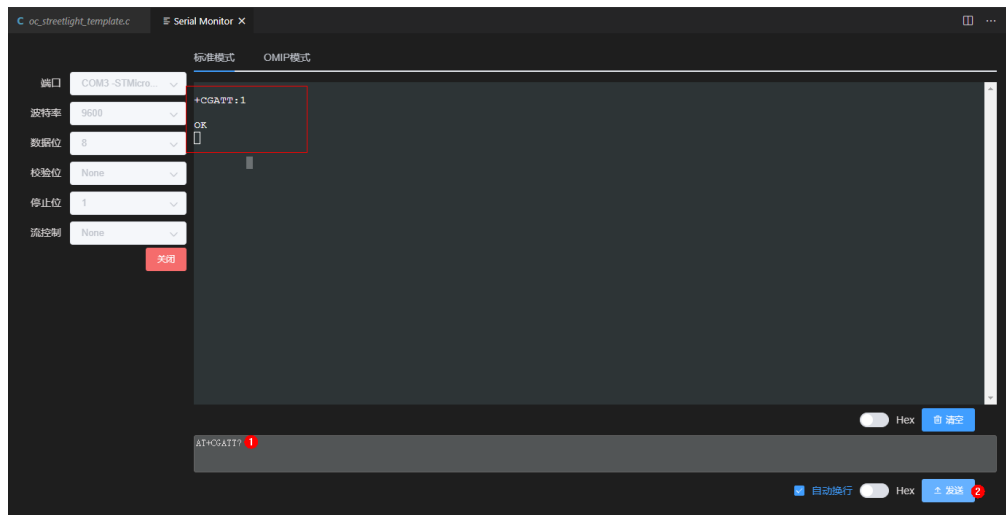 C oc_streetlight_template.c Serial Monitor ×
标准模式 OMIP模式
端口 COM3 -STMicro...
波特率 9600
数据位 8
校验位 None
停止位 1
流控制 None
关闭
+CGATT:1
OK
Hex 清空
AT+CGATT? 1
自动换行 Hex 发送 2